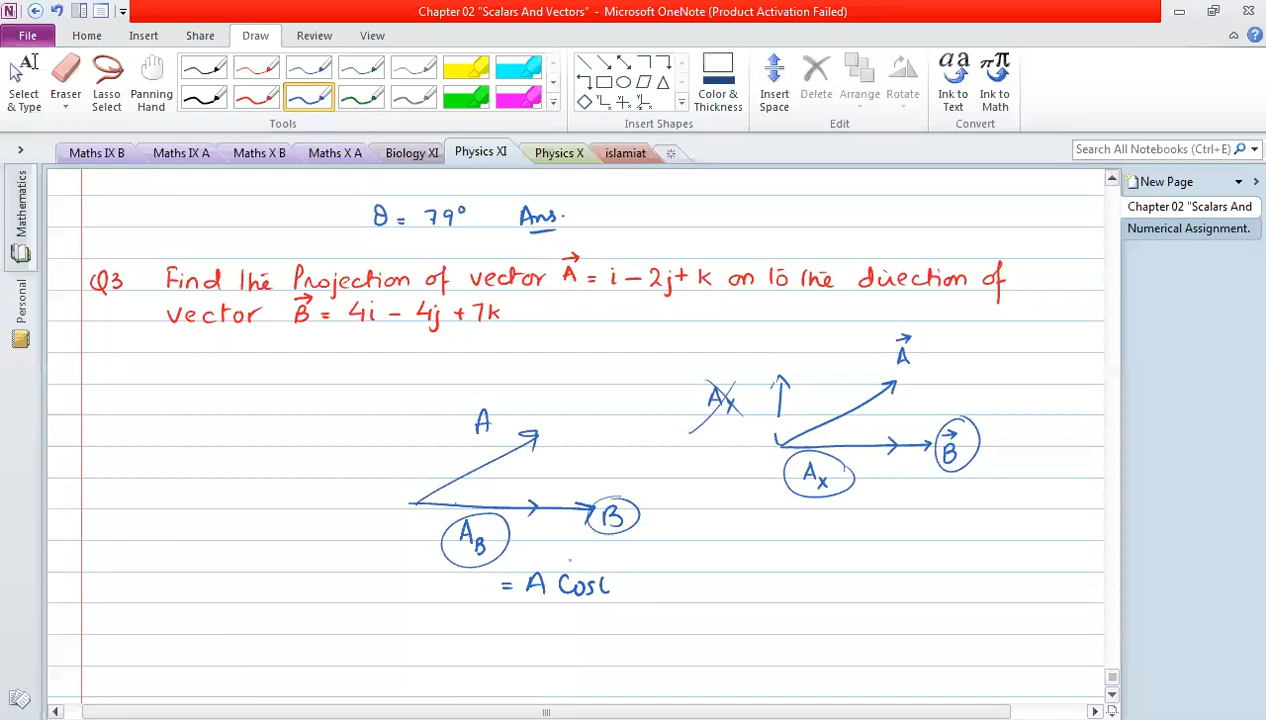 Chapter 02 "Scalars And Vectors" - Microsoft OneNote (Product Activation Failed)
File Home Insert Share Draw Review View
Select & Type Eraser Lasso Select Panning Hand Color & Thickness Insert Space Delete Arrange Rotate Ink to Text Ink to Math
Tools Insert Shapes Edit Convert
Maths IX B Maths IX A Maths X B Maths X A Biology XI Physics XI Physics X islamiat Search All Notebooks (Ctrl+E)
Mathematics
Personal
New Page
Chapter 02 "Scalars And
Numerical Assignment.
θ = 79° Ans.
Q3 Find the Projection of vector A⃗ = i - 2j + k on to the direction of
vector B⃗ = 4i - 4j + 7k
A⃗
Ax
A
B⃗
Ax
B
A_B
= A Cos(